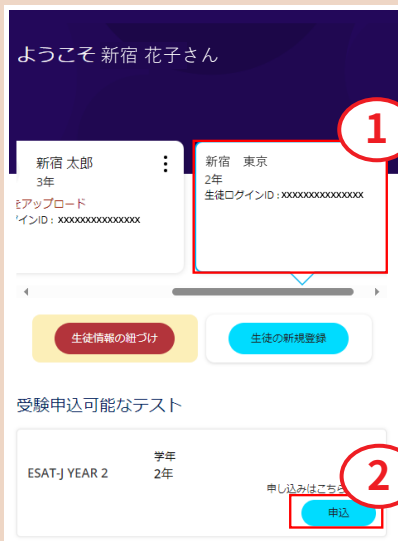 ようこそ 新宿 花子さん
1
新宿 太郎
3年
をアップロード
インID : xxxxxxxxxxxxxxx
新宿 東京
2年
生徒ログインID : xxxxxxxxxxxxxxx
生徒情報の紐づけ
生徒の新規登録
受験申込可能なテスト
学年
ESAT-J YEAR 2
2年
申し込みはこちら
2
申込